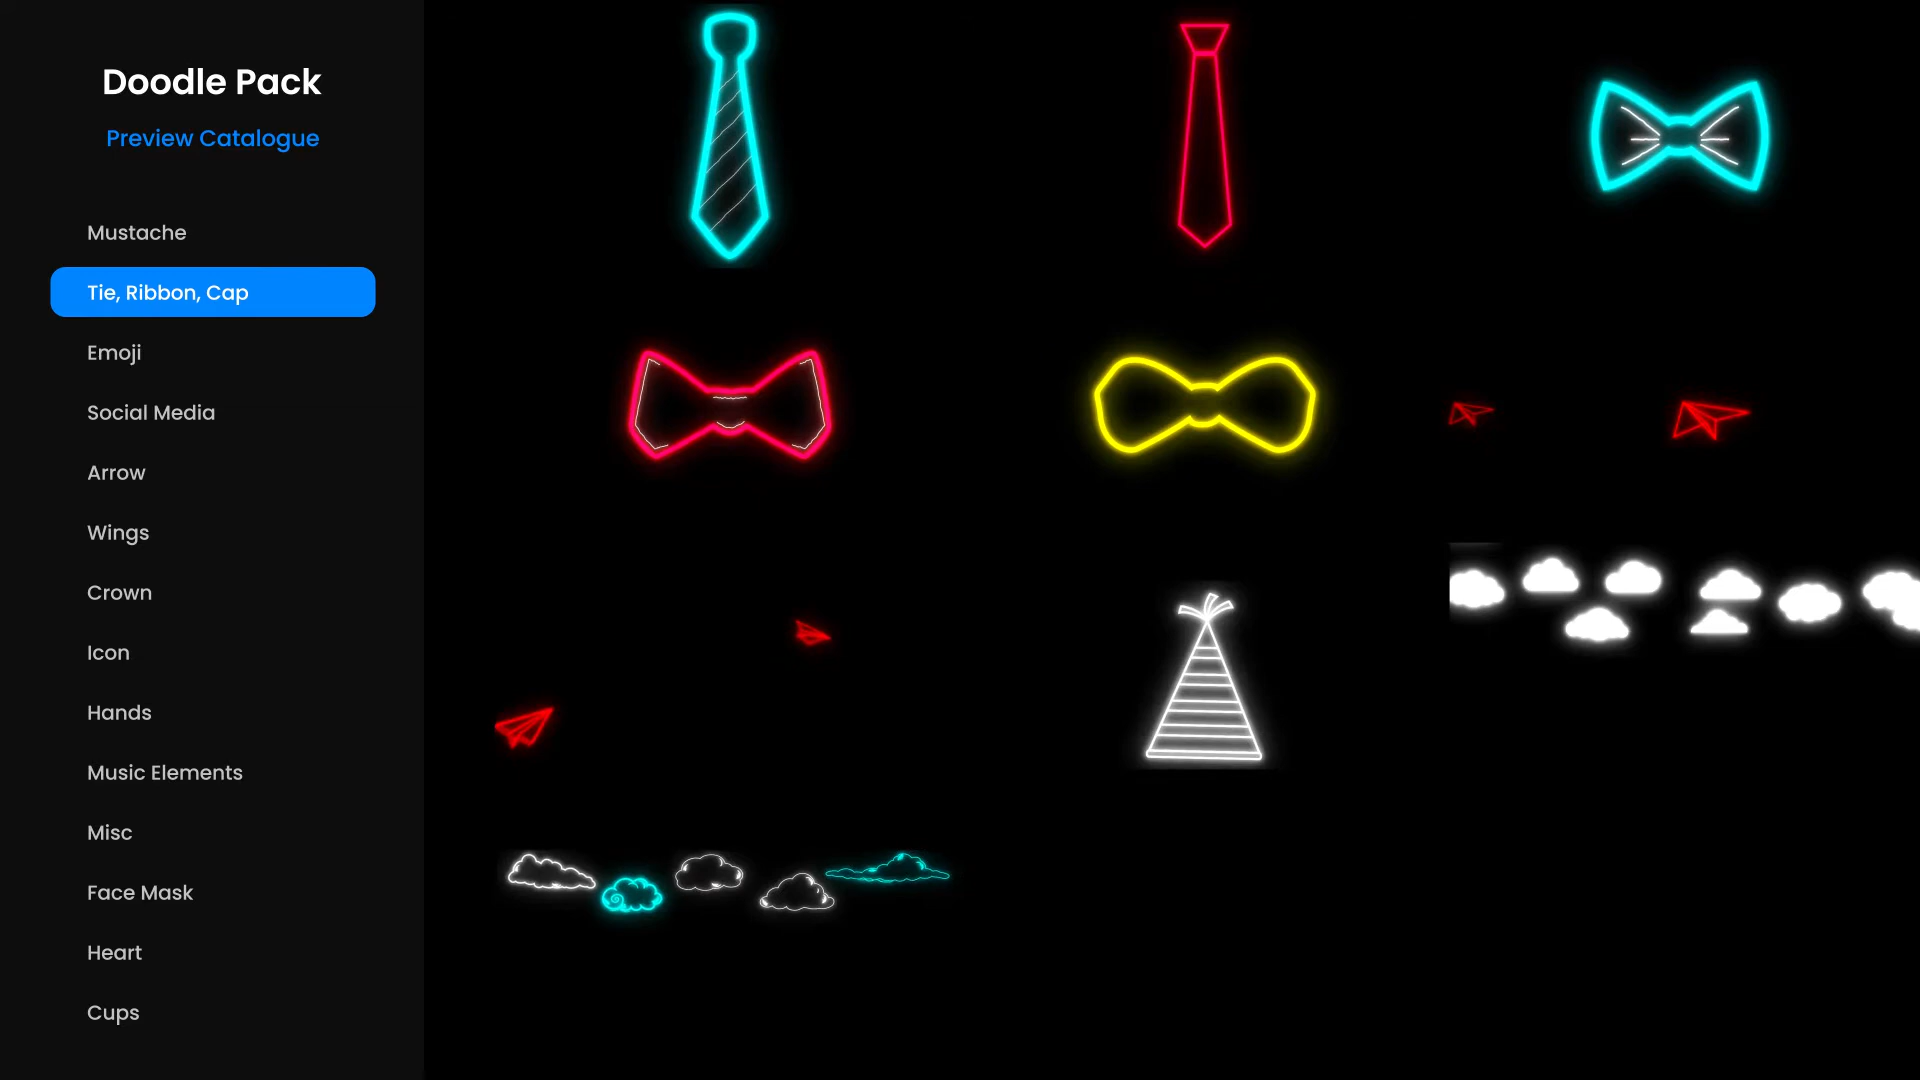 Doodle Pack
Preview Catalogue
Mustache
Tie, Ribbon, Cap
Emoji
Social Media
Arrow
Wings
Crown
Icon
Hands
Music Elements
Misc
Face Mask
Heart
Cups